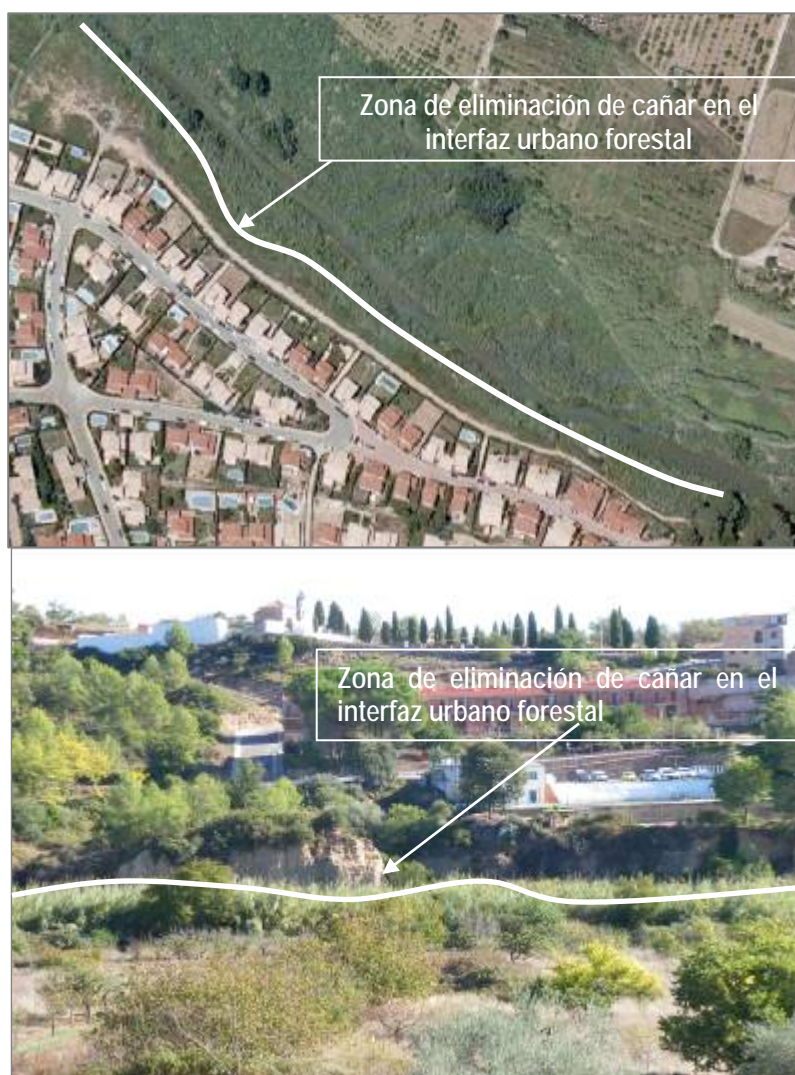 Zona de eliminación de cañar en el
interfaz urbano forestal
Zona de eliminación de cañar en el
interfaz urbano forestal